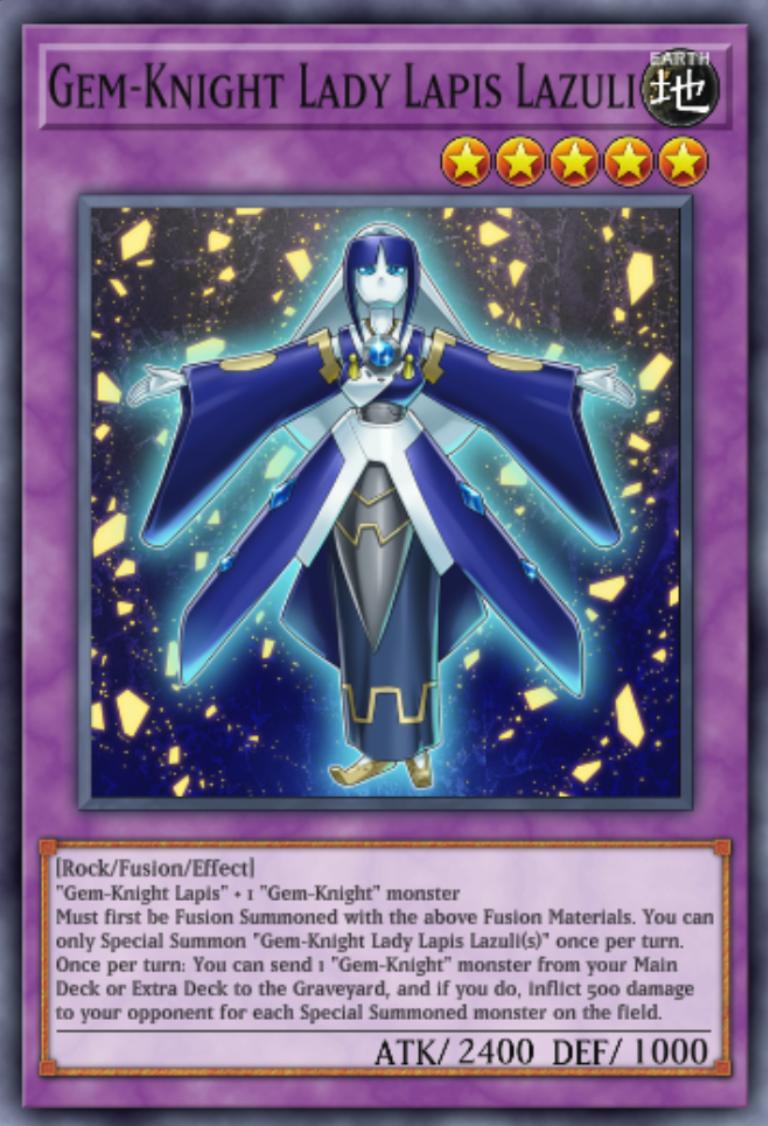 Gem-Knight Lady Lapis Lazuli
EARTH
地
[Rock/Fusion/Effect]
"Gem-Knight Lapis" + 1 "Gem-Knight" monster
Must first be Fusion Summoned with the above Fusion Materials. You can
only Special Summon "Gem-Knight Lady Lapis Lazuli(s)" once per turn.
Once per turn: You can send 1 "Gem-Knight" monster from your Main
Deck or Extra Deck to the Graveyard, and if you do, inflict 500 damage
to your opponent for each Special Summoned monster on the field.
ATK/ 2400 DEF/ 1000